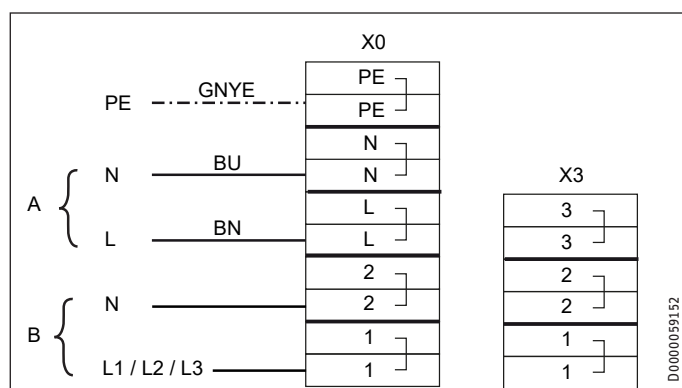 X0
PE
PE GNYE PE
N
A N BU N
L
L BN L
2
B N 2
1
L1 / L2 / L3 1
X3
3
3
2
2
1
1
D0000059152